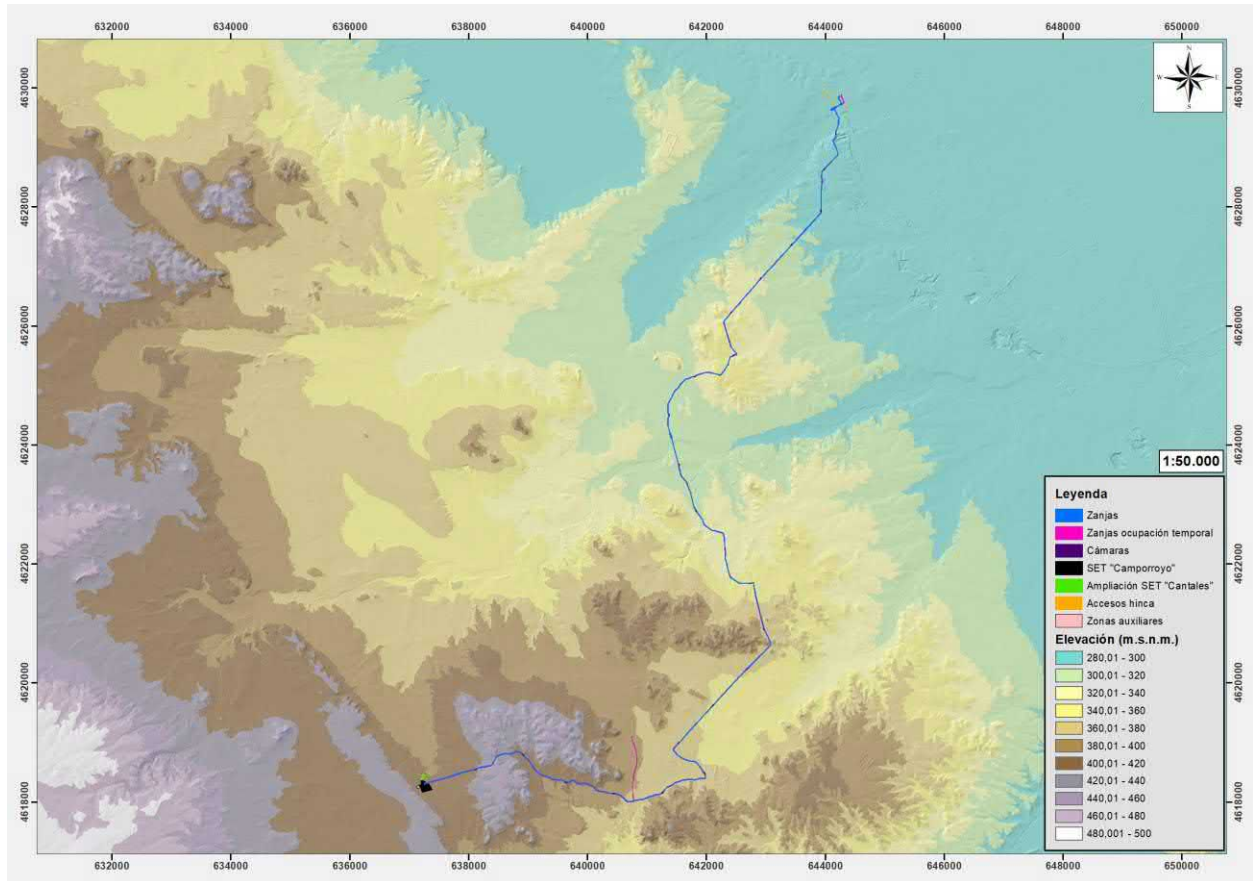 632000 634000 636000 638000 640000 642000 644000 646000 648000 650000
4630000 4630000
N
W E
S
4628000 4628000
4626000 4626000
4624000 4624000
1:50.000
Leyenda
Zanjas
Zanjas ocupación temporal
Cámaras
SET "Camporroyo"
Ampliación SET "Cantales"
Accesos hinca
Zonas auxiliares
Elevación (m.s.n.m.)
280,01 - 300
300,01 - 320
320,01 - 340
340,01 - 360
360,01 - 380
380,01 - 400
400,01 - 420
420,01 - 440
440,01 - 460
460,01 - 480
480,001 - 500
4622000 4622000
4620000 4620000
4618000 4618000
632000 634000 636000 638000 640000 642000 644000 646000 648000 650000